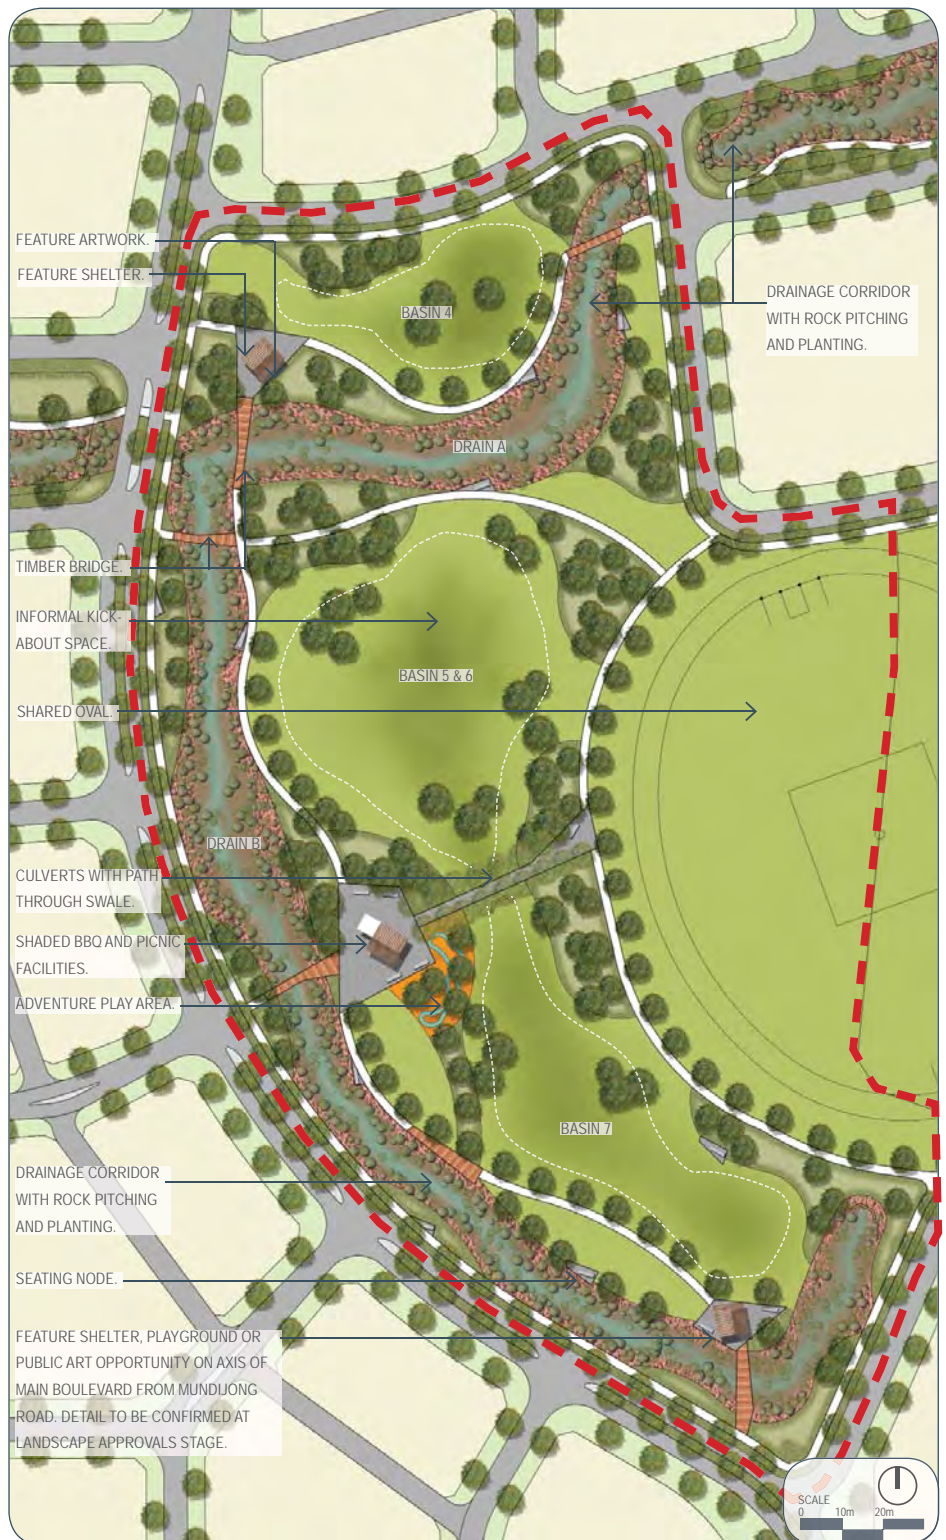 FEATURE ARTWORK.
FEATURE SHELTER.
BASIN 4
DRAINAGE CORRIDOR
WITH ROCK PITCHING
AND PLANTING.
DRAIN A
TIMBER BRIDGE.
INFORMAL KICK-
ABOUT SPACE.
BASIN 5 & 6
SHARED OVAL.
DRAIN B
CULVERTS WITH PATH
THROUGH SWALE.
SHADED BBQ AND PICNIC
FACILITIES.
ADVENTURE PLAY AREA.
BASIN 7
DRAINAGE CORRIDOR
WITH ROCK PITCHING
AND PLANTING.
SEATING NODE.
FEATURE SHELTER, PLAYGROUND OR
PUBLIC ART OPPORTUNITY ON AXIS OF
MAIN BOULEVARD FROM MUNDIJONG
ROAD. DETAIL TO BE CONFIRMED AT
LANDSCAPE APPROVALS STAGE.
SCALE
0 10m 20m